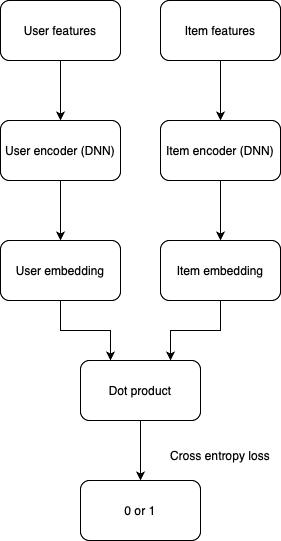 User features
Item features
User encoder (DNN)
Item encoder (DNN)
User embedding
Item embedding
Dot product
Cross entropy loss
0 or 1